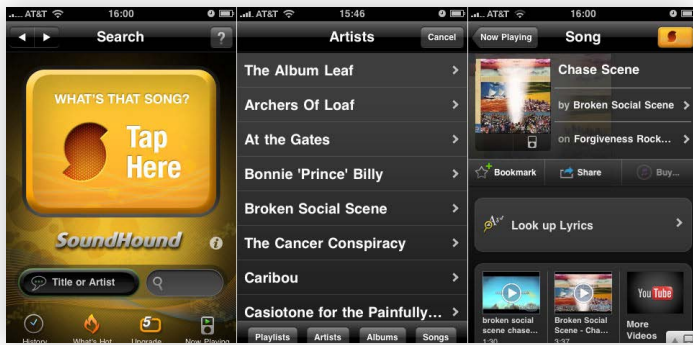 AT&T 16:00
Search
?
WHAT'S THAT SONG?
Tap
Here
SoundHound
i
Title or Artist
History What's Hot 5 Upgrade Now Playing
AT&T 15:46
Artists Cancel
The Album Leaf
Archers Of Loaf
At the Gates
Bonnie 'Prince' Billy
Broken Social Scene
The Cancer Conspiracy
Caribou
Casiotone for the Painfully...
Playlists Artists Albums Songs
AT&T 16:00
Now Playing Song
Chase Scene
by Broken Social Scene
on Forgiveness Rock...
Bookmark Share Buy...
Look up Lyrics
broken social
scene chase...
1:30
Broken Social
Scene - Cha...
3:37
YouTube
More
Videos